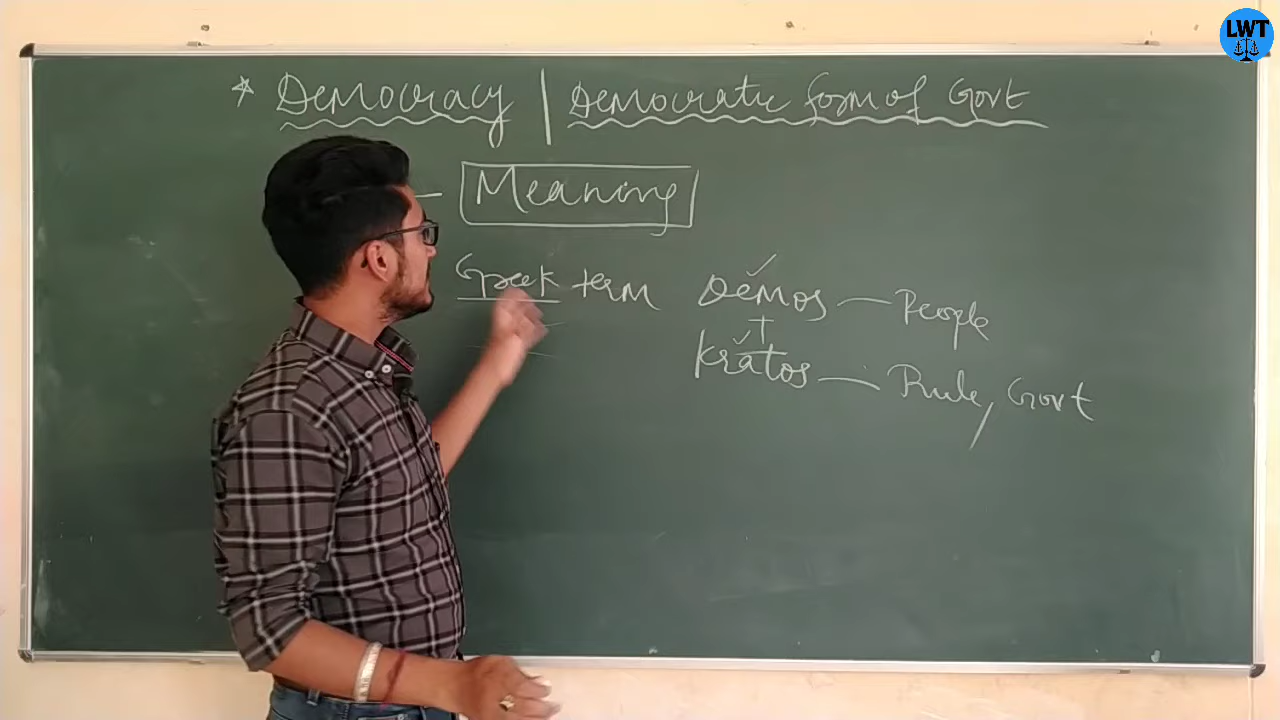 LWT
* Democracy | Democratic form of Govt
— Meaning
Greek term Demos — People
+
Kratos — Rule, Govt